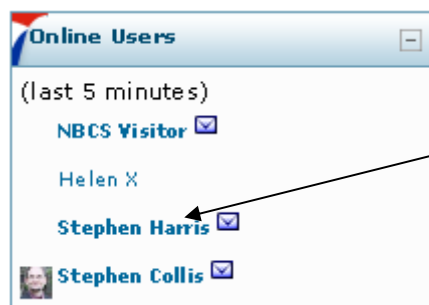 Online Users
(last 5 minutes)
NBCS Visitor
Helen X
Stephen Harris
Stephen Collis